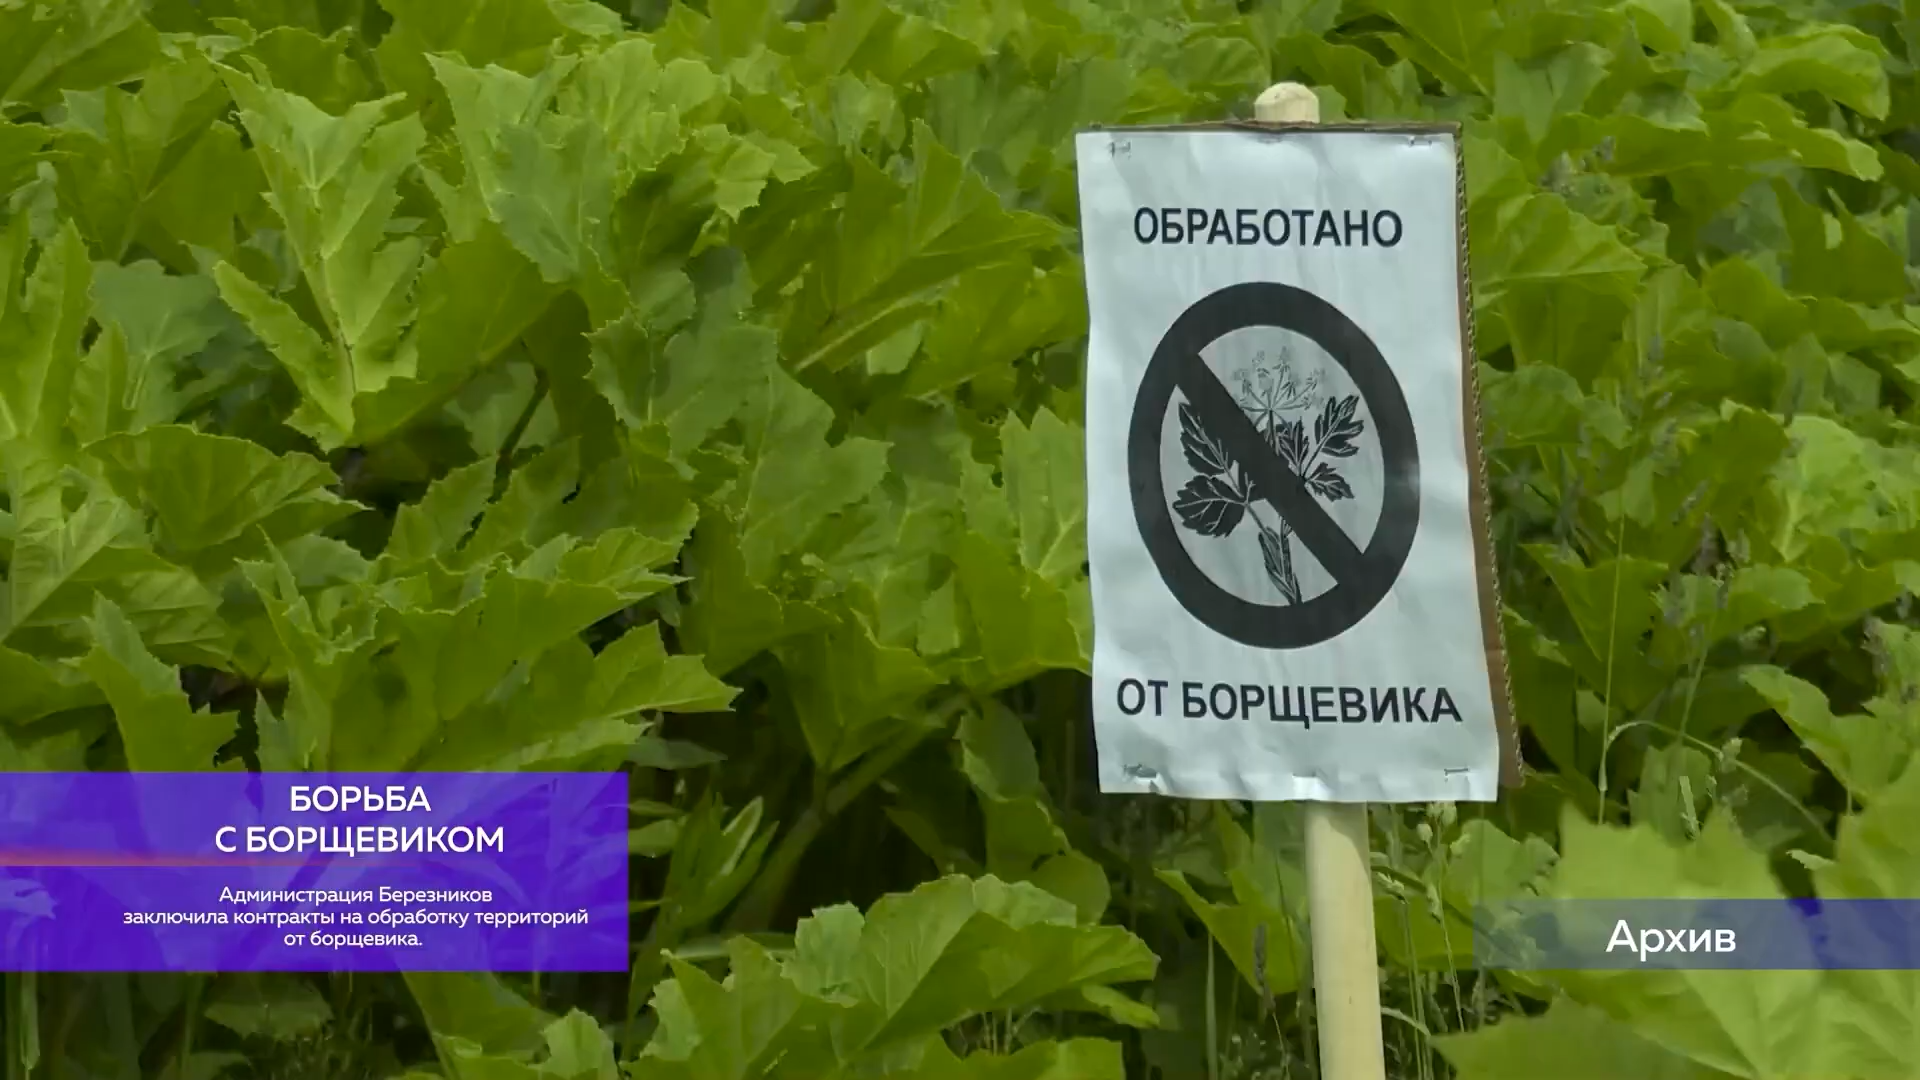 ОБРАБОТАНО
ОТ БОРЩЕВИКА
БОРЬБА
С БОРЩЕВИКОМ
Администрация Березников
заключила контракты на обработку территорий
от борщевика.
Архив